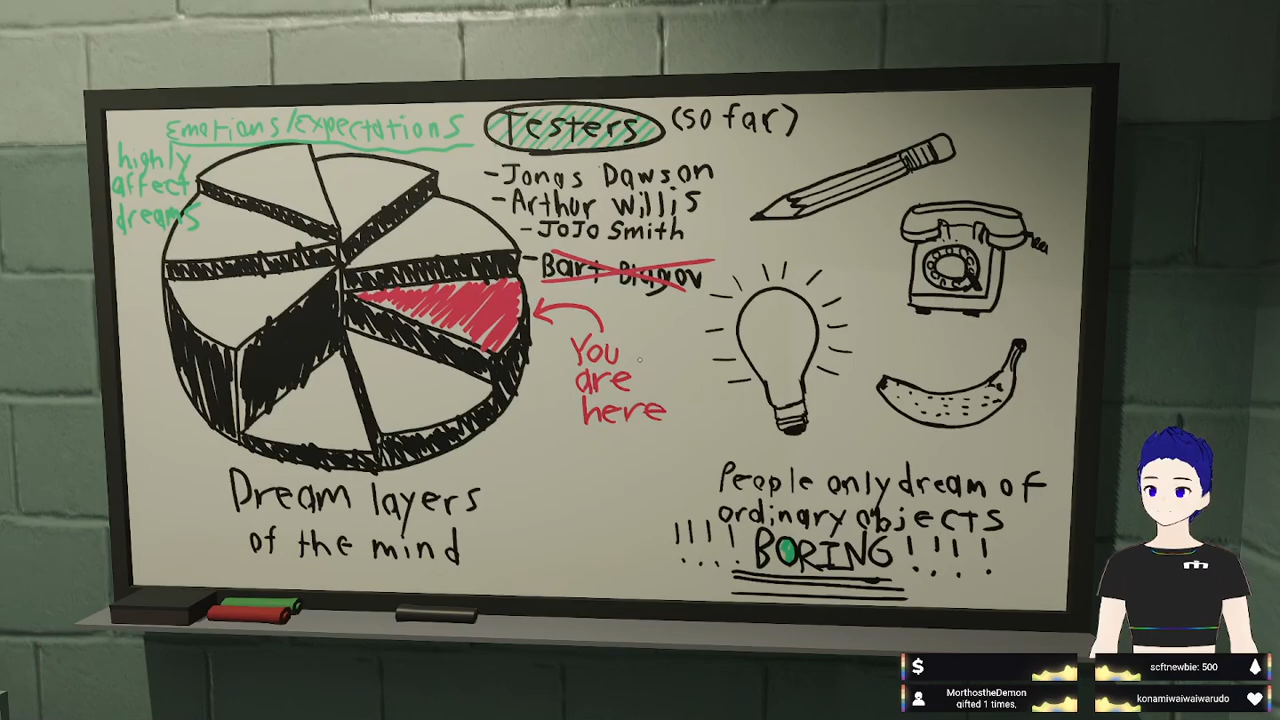 Emotions/Expectations
highly
affect
dreams
Testers (so far)
-Jonas Dawson
-Arthur Willis
-JoJo Smith
-Bart
You
are
here
Dream layers
of the mind
People only dream of
ordinary objects
!!!! BORING !!!!
$
scftnewbie: 500
MorthostheDemon
gifted 1 times,
konamiwaiwaiwarudo